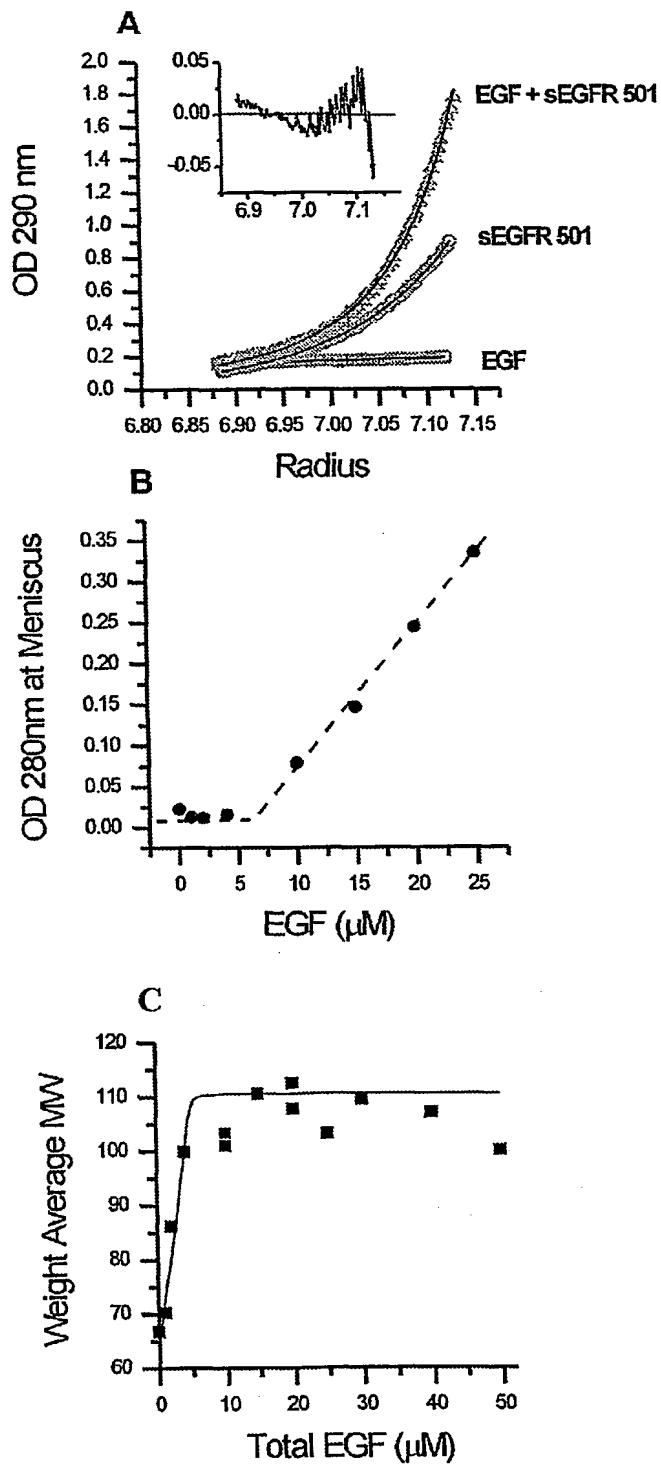 A
OD 290 nm
2.0
1.8
1.6
1.4
1.2
1.0
0.8
0.6
0.4
0.2
0.0
0.05
0.00
-0.05
6.9 7.0 7.1
EGF + sEGFR 501
sEGFR 501
EGF
6.80 6.85 6.90 6.95 7.00 7.05 7.10 7.15
Radius
B
OD 280nm at Meniscus
0.35
0.30
0.25
0.20
0.15
0.10
0.05
0.00
0 5 10 15 20 25
EGF (μM)
C
Weight Average MW
120
110
100
90
80
70
60
0 10 20 30 40 50
Total EGF (μM)